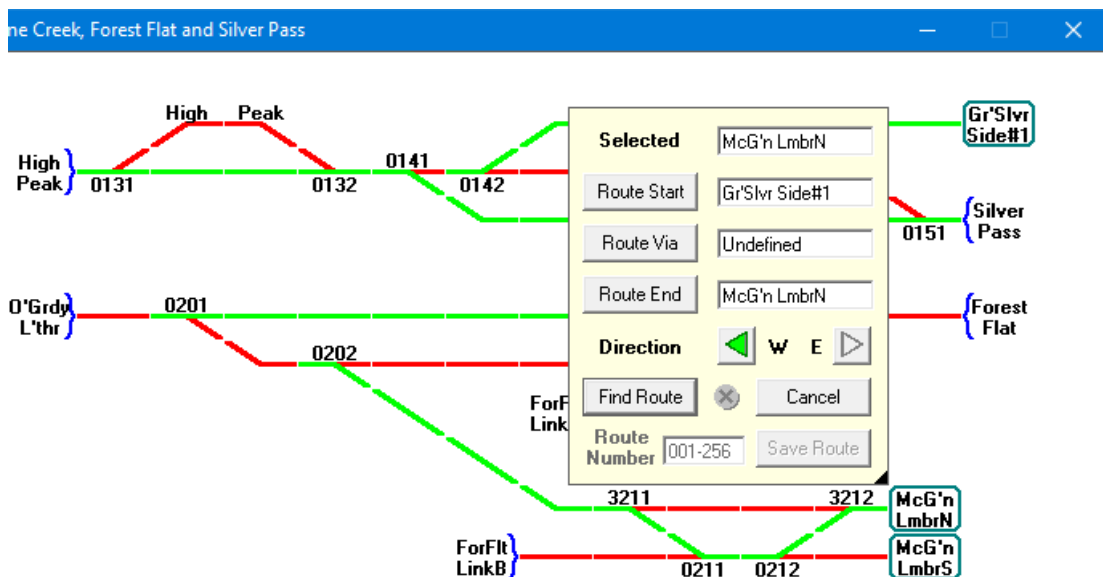 ne Creek, Forest Flat and Silver Pass
High Peak
Gr'Slvr
Side#1
High
Peak
0131
0132
0141
0142
Silver
Pass
0151
O'Grdy
L'thr
0201
0202
Forest
Flat
Selected
McG'n LmbrN
Route Start
Gr'Slvr Side#1
Route Via
Undefined
Route End
McG'n LmbrN
Direction
W E
Find Route
Cancel
Route
Number
001-256
Save Route
ForF
Link
3211
3212
McG'n
LmbrN
ForFlt
LinkB
0211
0212
McG'n
LmbrS